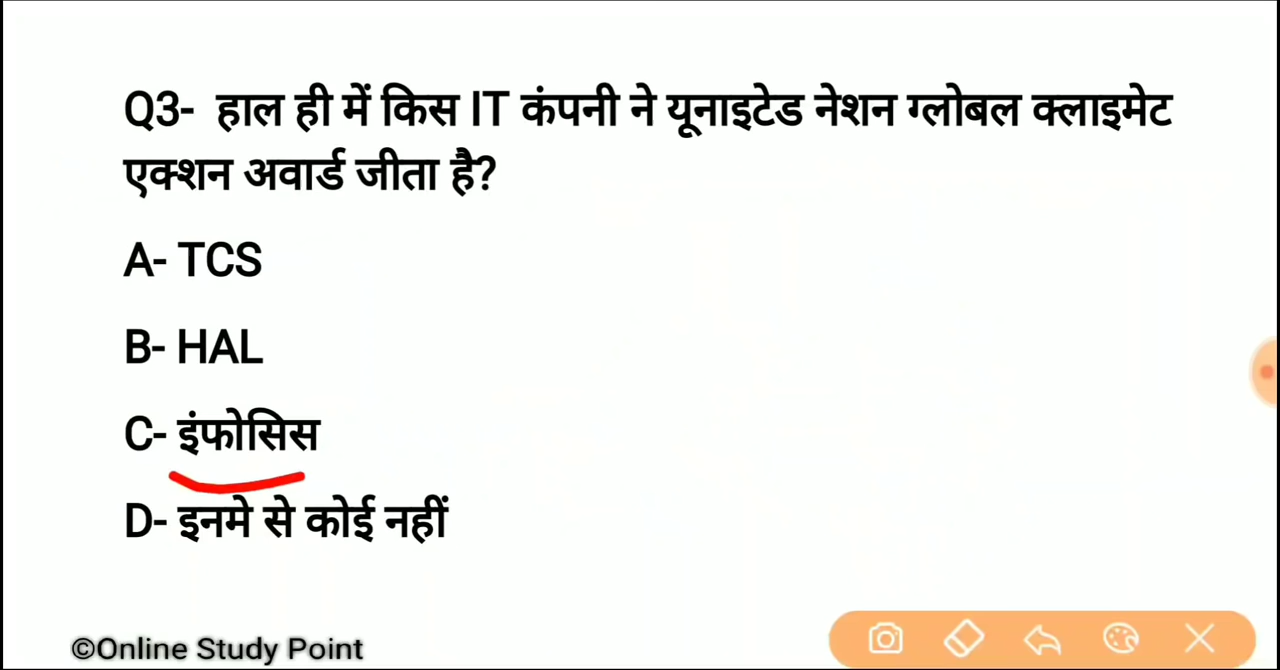 Q3- हाल ही में किस IT कंपनी ने यूनाइटेड नेशन ग्लोबल क्लाइमेट
एक्शन अवार्ड जीता है?
A- TCS
B- HAL
C- इंफोसिस
D- इनमे से कोई नहीं
©Online Study Point